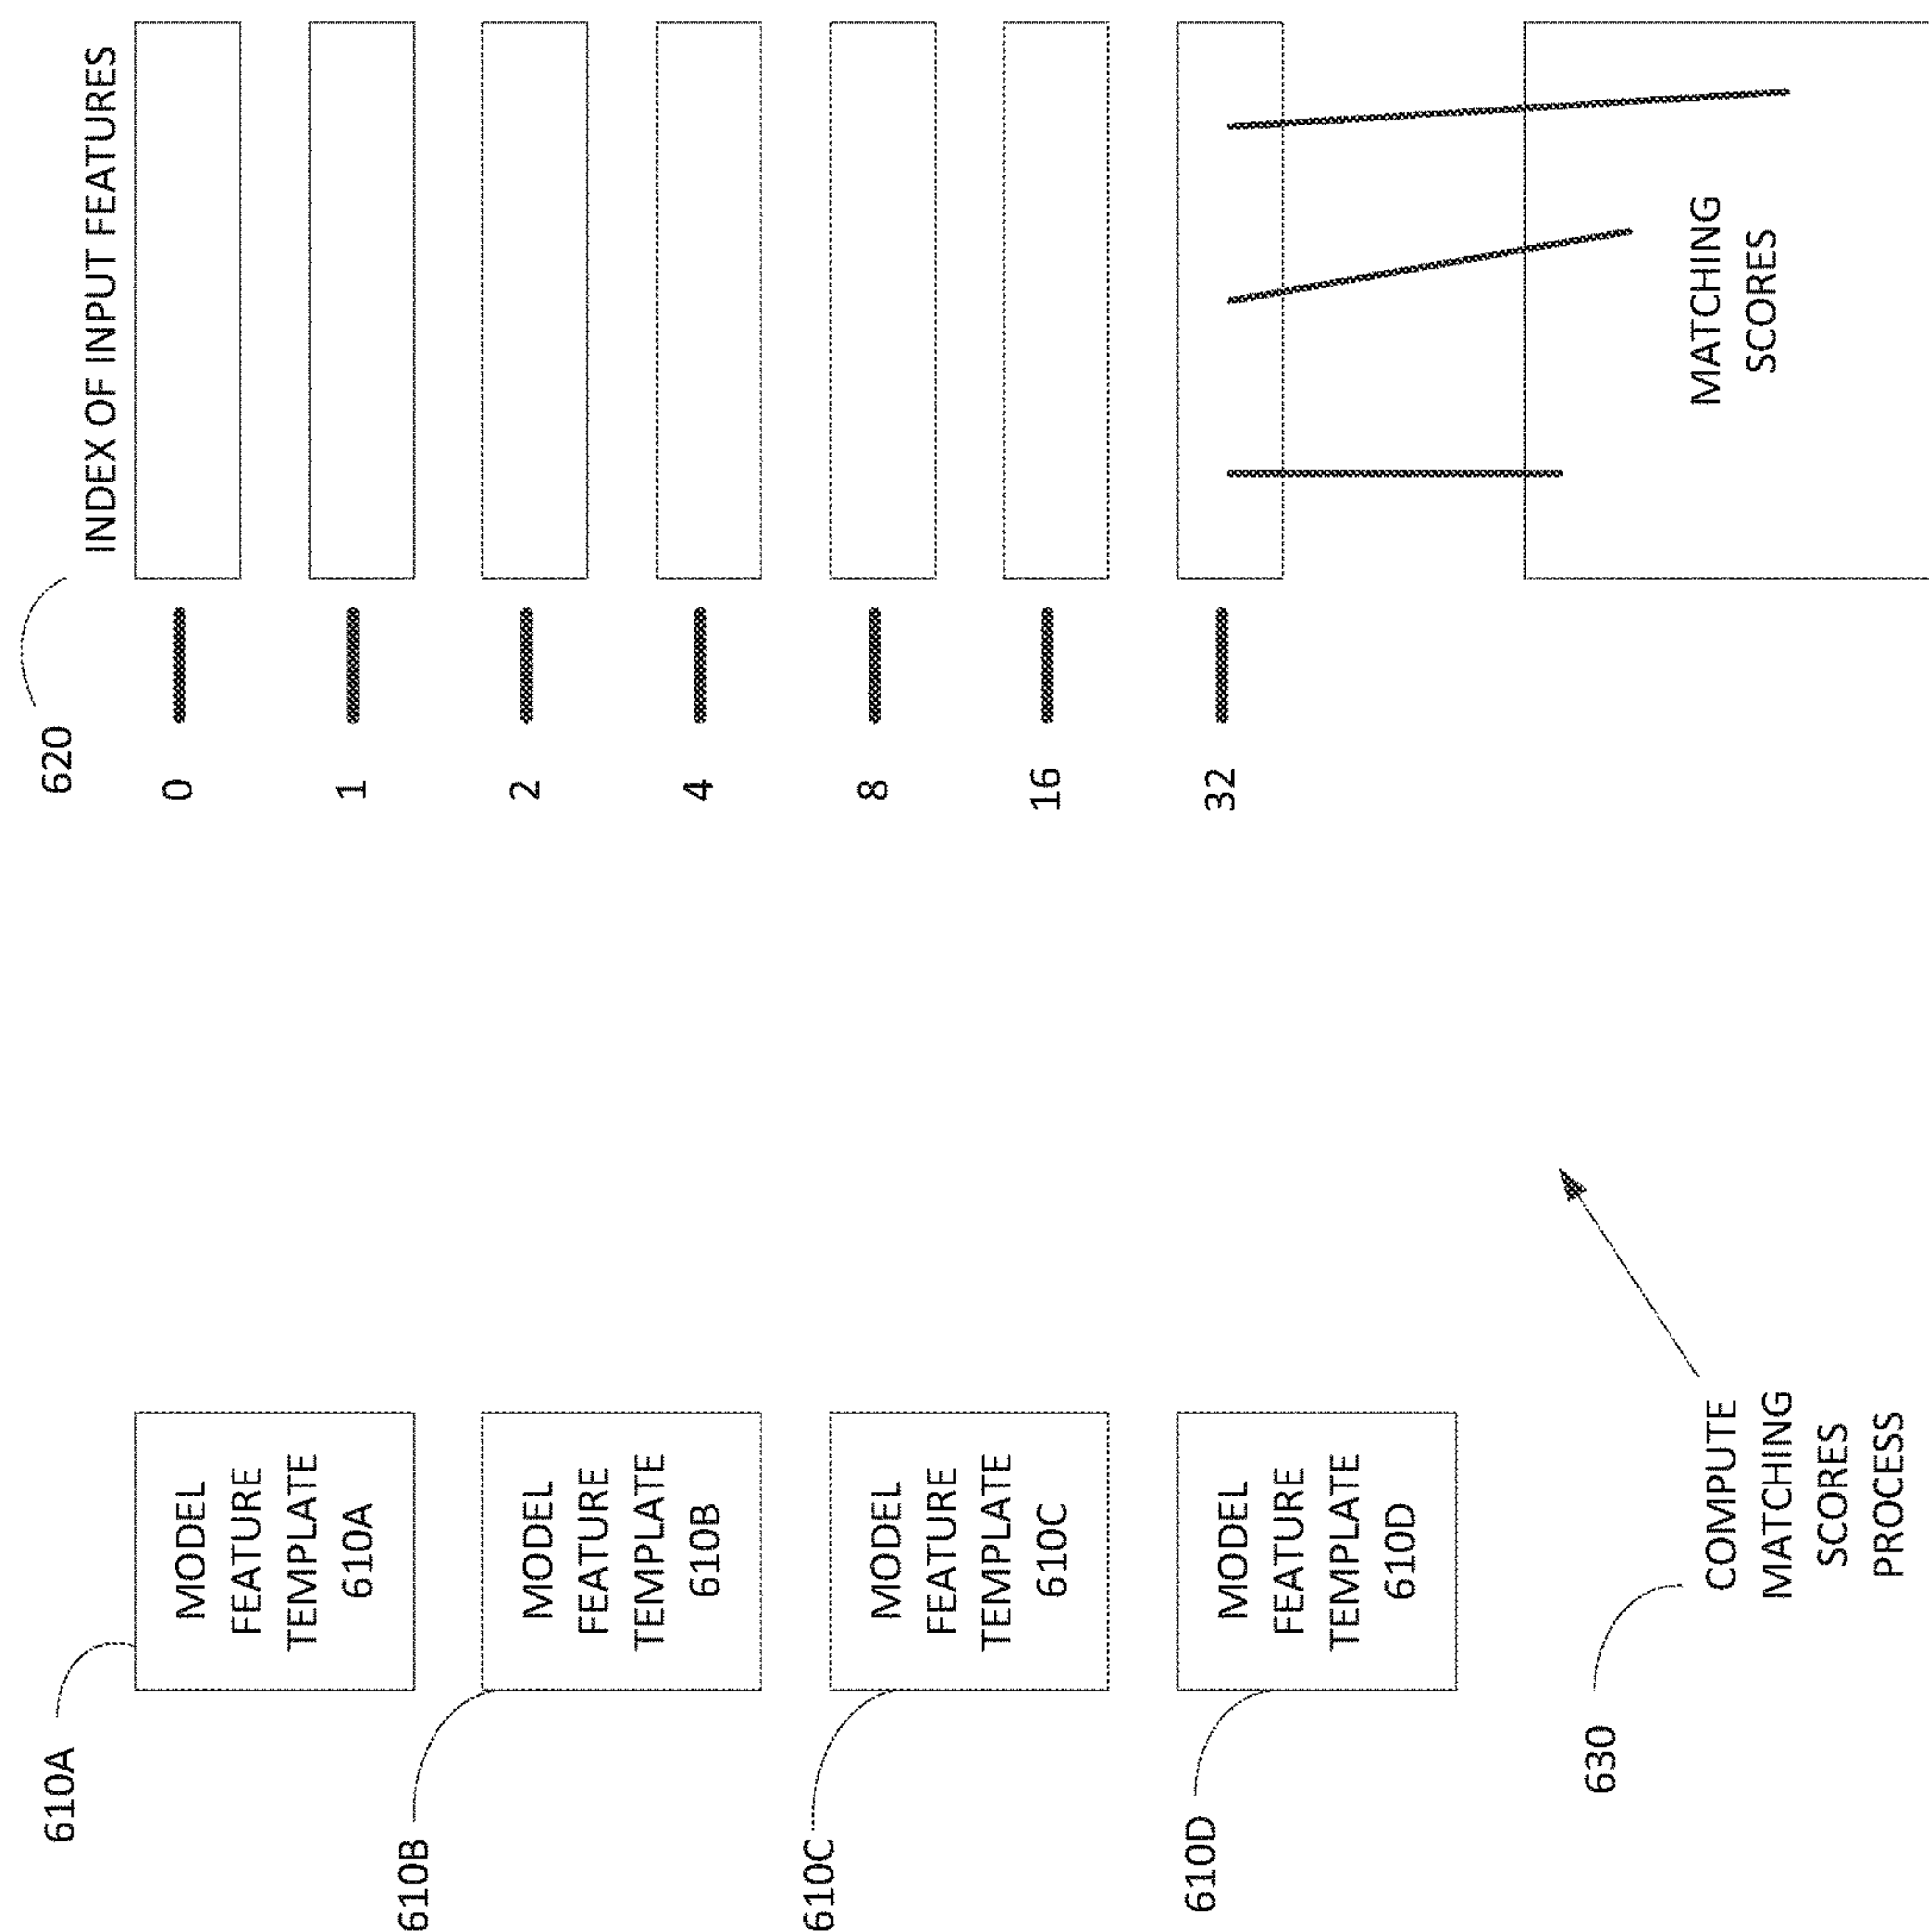 610A
MODEL
FEATURE
TEMPLATE
610A
610B
MODEL
FEATURE
TEMPLATE
610B
610C
MODEL
FEATURE
TEMPLATE
610C
610D
MODEL
FEATURE
TEMPLATE
610D
630
COMPUTE
MATCHING
SCORES
PROCESS
620
INDEX OF INPUT FEATURES
0
1
2
4
8
16
32
MATCHING
SCORES